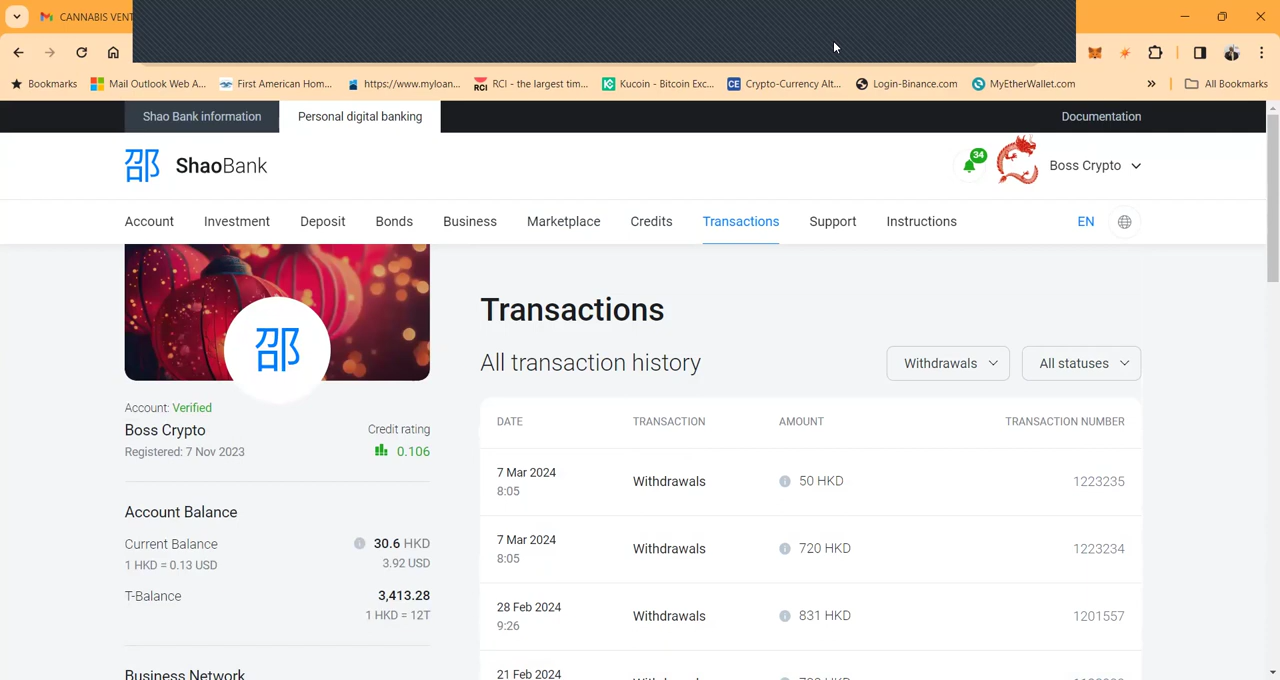 CANNABIS VENT
Bookmarks
Mail Outlook Web A...
First American Hom...
https://www.myloan...
RCI
RCI - the largest tim...
Kucoin - Bitcoin Exc...
CE
Crypto-Currency Alt...
Login-Binance.com
MyEtherWallet.com
»
All Bookmarks
Shao Bank information
Personal digital banking
Documentation
邵
ShaoBank
34
Boss Crypto
Account
Investment
Deposit
Bonds
Business
Marketplace
Credits
Transactions
Support
Instructions
EN
邵
Account: Verified
Boss Crypto
Credit rating
Registered: 7 Nov 2023
0.106
Account Balance
Current Balance
30.6 HKD
1 HKD = 0.13 USD
3.92 USD
T-Balance
3,413.28
1 HKD = 12T
Business Network
Transactions
All transaction history
Withdrawals
All statuses
DATE TRANSACTION AMOUNT TRANSACTION NUMBER
7 Mar 2024
8:05
Withdrawals
50 HKD
1223235
7 Mar 2024
8:05
Withdrawals
720 HKD
1223234
28 Feb 2024
9:26
Withdrawals
831 HKD
1201557
21 Feb 2024